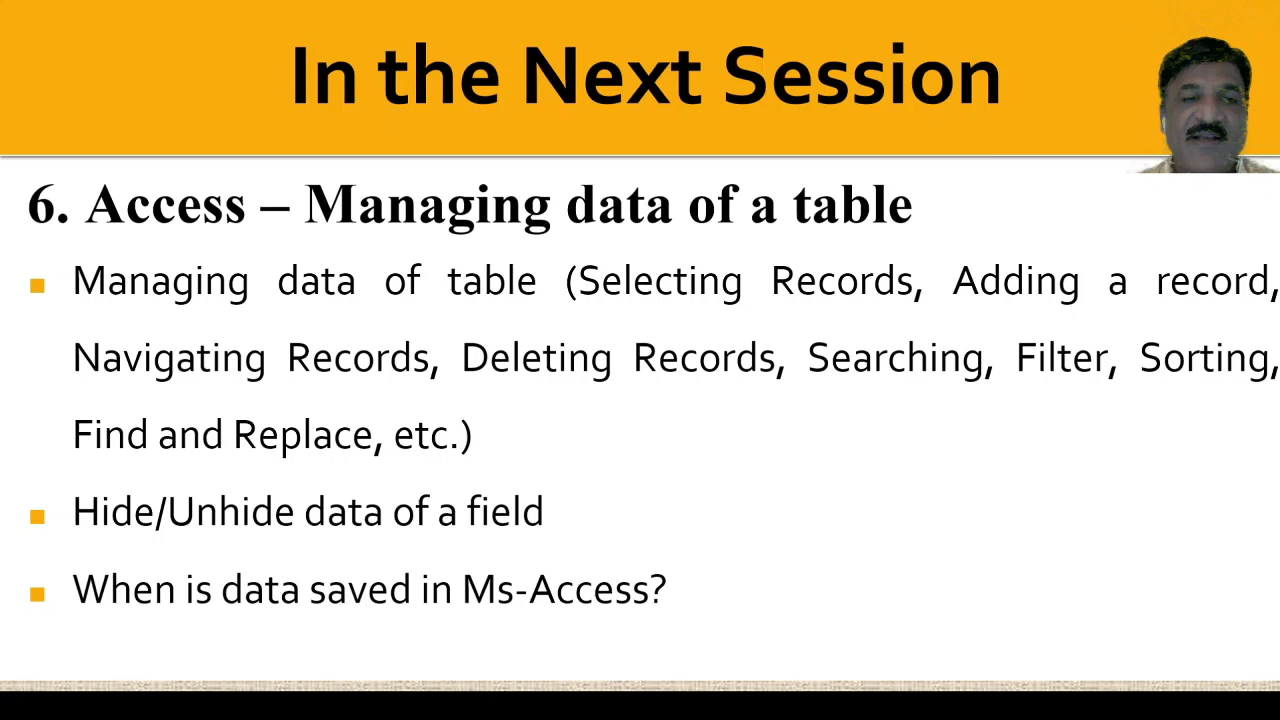 In the Next Session
6. Access – Managing data of a table
Managing data of table (Selecting Records, Adding a record,
Navigating Records, Deleting Records, Searching, Filter, Sorting,
Find and Replace, etc.)
Hide/Unhide data of a field
When is data saved in Ms-Access?